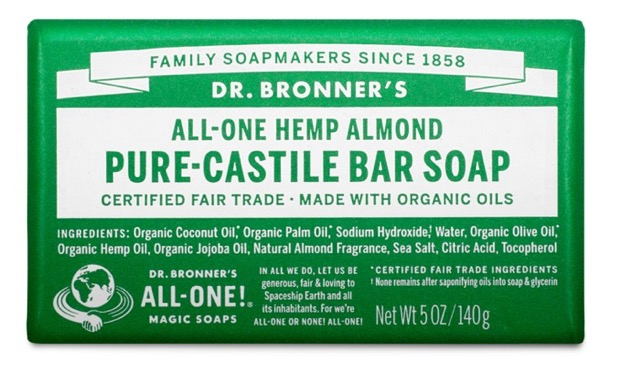 FAMILY SOAPMAKERS SINCE 1858
DR. BRONNER'S
ALL-ONE HEMP ALMOND
PURE-CASTILE BAR SOAP
CERTIFIED FAIR TRADE · MADE WITH ORGANIC OILS
INGREDIENTS: Organic Coconut Oil,* Organic Palm Oil,* Sodium Hydroxide,† Water, Organic Olive Oil,*
Organic Hemp Oil, Organic Jojoba Oil, Natural Almond Fragrance, Sea Salt, Citric Acid, Tocopherol
DR. BRONNER'S
ALL-ONE!®
MAGIC SOAPS
IN ALL WE DO, LET US BE
generous, fair & loving to
Spaceship Earth and all
its inhabitants. For we're
ALL-ONE OR NONE! ALL-ONE!
*CERTIFIED FAIR TRADE INGREDIENTS
† None remains after saponifying oils into soap & glycerin
Net Wt 5 OZ/140g